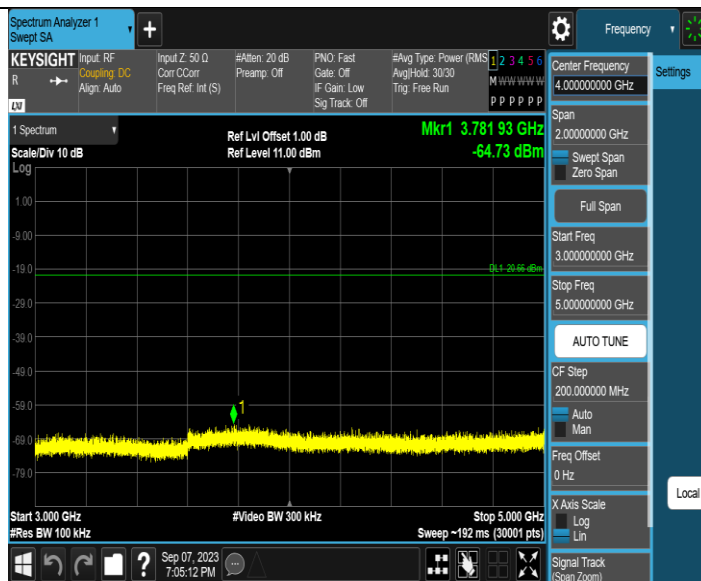 Spectrum Analyzer 1
Swept SA
+
Frequency
KEYSIGHT
R
LXI
Input: RF
Coupling: DC
Align: Auto
Input Z: 50 Ω
Corr CCorr
Freq Ref: Int (S)
#Atten: 20 dB
Preamp: Off
PNO: Fast
Gate: Off
IF Gain: Low
Sig Track: Off
#Avg Type: Power (RMS
Avg|Hold: 30/30
Trig: Free Run
1 2 3 4 5 6
M W W W W W
P P P P P P
1 Spectrum
Scale/Div 10 dB
Log
Ref Lvl Offset 1.00 dB
Ref Level 11.00 dBm
Mkr1 3.781 93 GHz
-64.73 dBm
1.00
-9.00
-19.0
-29.0
-39.0
-49.0
-59.0
-69.0
-79.0
DL1 -20.66 dBm
1
Start 3.000 GHz
#Res BW 100 kHz
#Video BW 300 kHz
Stop 5.000 GHz
Sweep ~192 ms (30001 pts)
Sep 07, 2023
7:05:12 PM
?
Center Frequency
4.000000000 GHz
Settings
Span
2.00000000 GHz
Swept Span
Zero Span
Full Span
Start Freq
3.000000000 GHz
Stop Freq
5.000000000 GHz
AUTO TUNE
CF Step
200.000000 MHz
Auto
Man
Freq Offset
0 Hz
X Axis Scale
Log
Lin
Local
Signal Track
(Span Zoom)